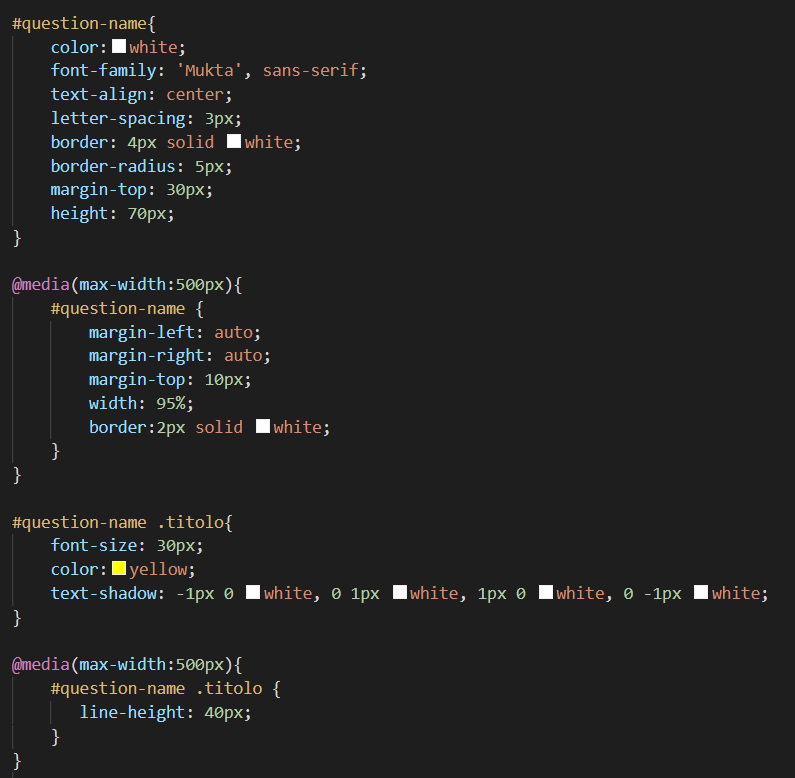 #question-name{
    color: white;
    font-family: 'Mukta', sans-serif;
    text-align: center;
    letter-spacing: 3px;
    border: 4px solid white;
    border-radius: 5px;
    margin-top: 30px;
    height: 70px;
}
@media(max-width:500px){
    #question-name {
        margin-left: auto;
        margin-right: auto;
        margin-top: 10px;
        width: 95%;
        border:2px solid white;
    }
}
#question-name .titolo{
    font-size: 30px;
    color: yellow;
    text-shadow: -1px 0 white, 0 1px white, 1px 0 white, 0 -1px white;
}
@media(max-width:500px){
    #question-name .titolo {
       line-height: 40px;
    }
}